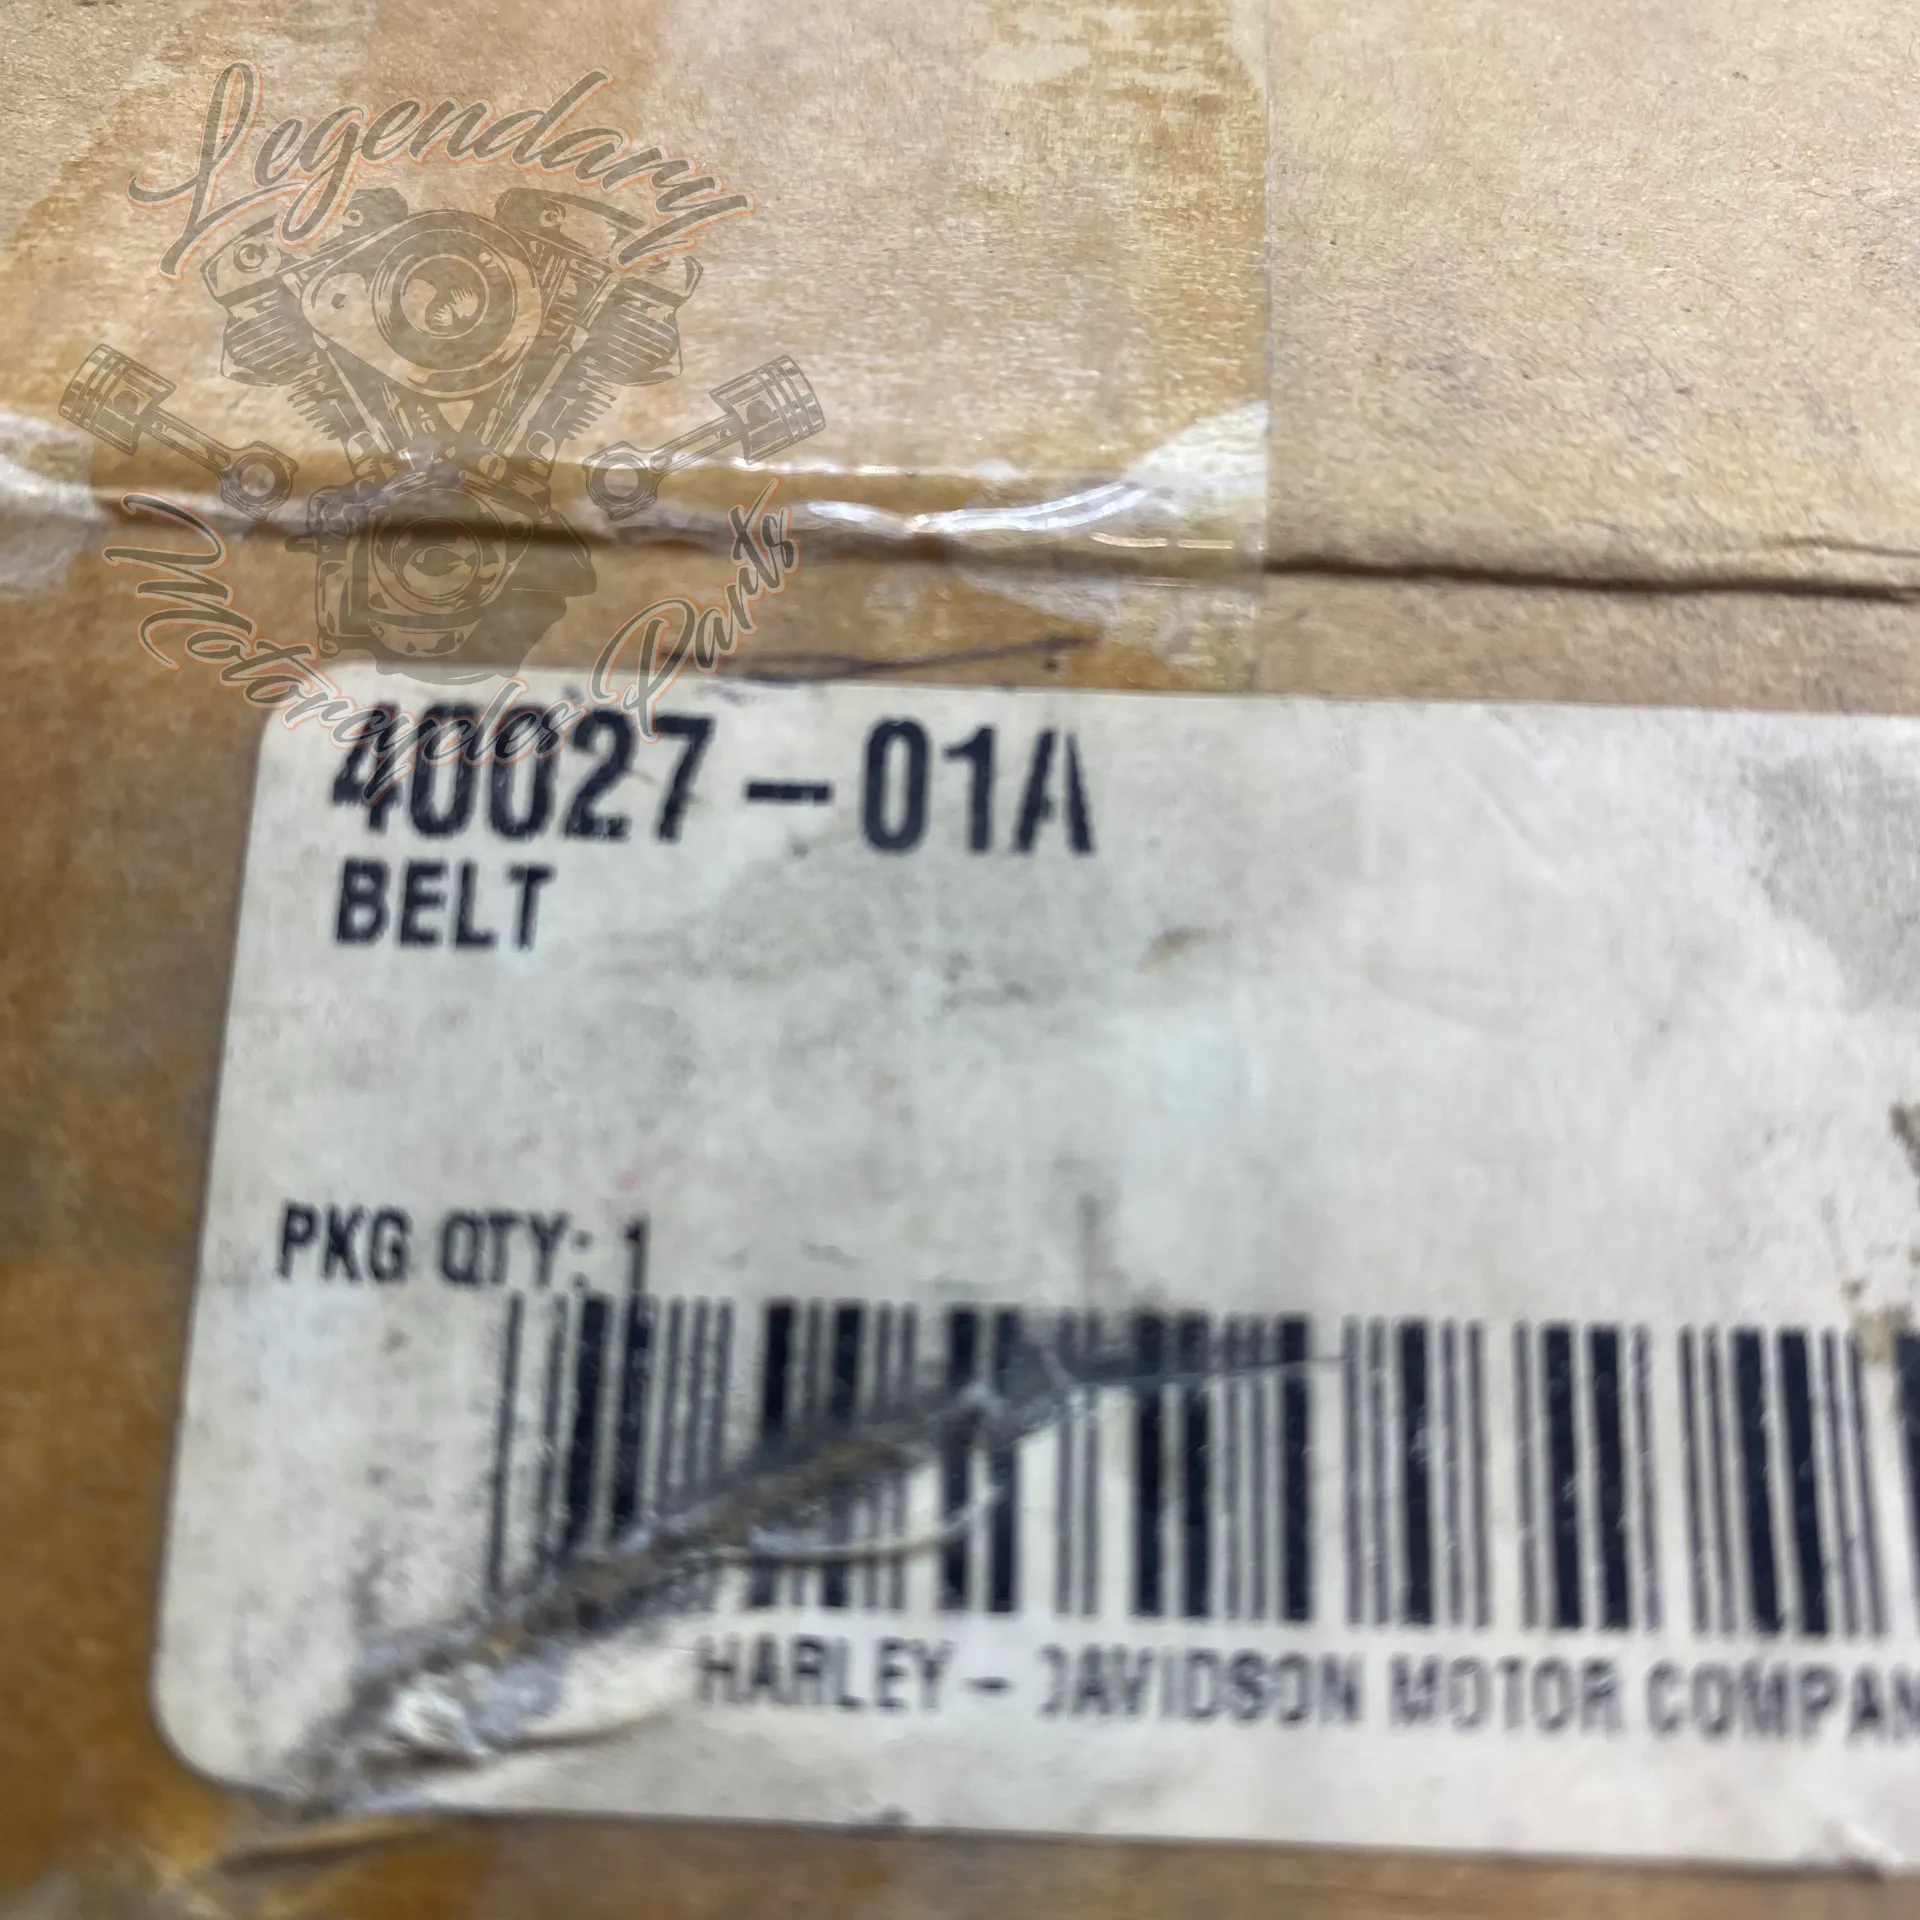 Legendary
Motorcycles Parts
40027-01A
BELT
PKG QTY: 1
HARLEY-DAVIDSON MOTOR COMPAN